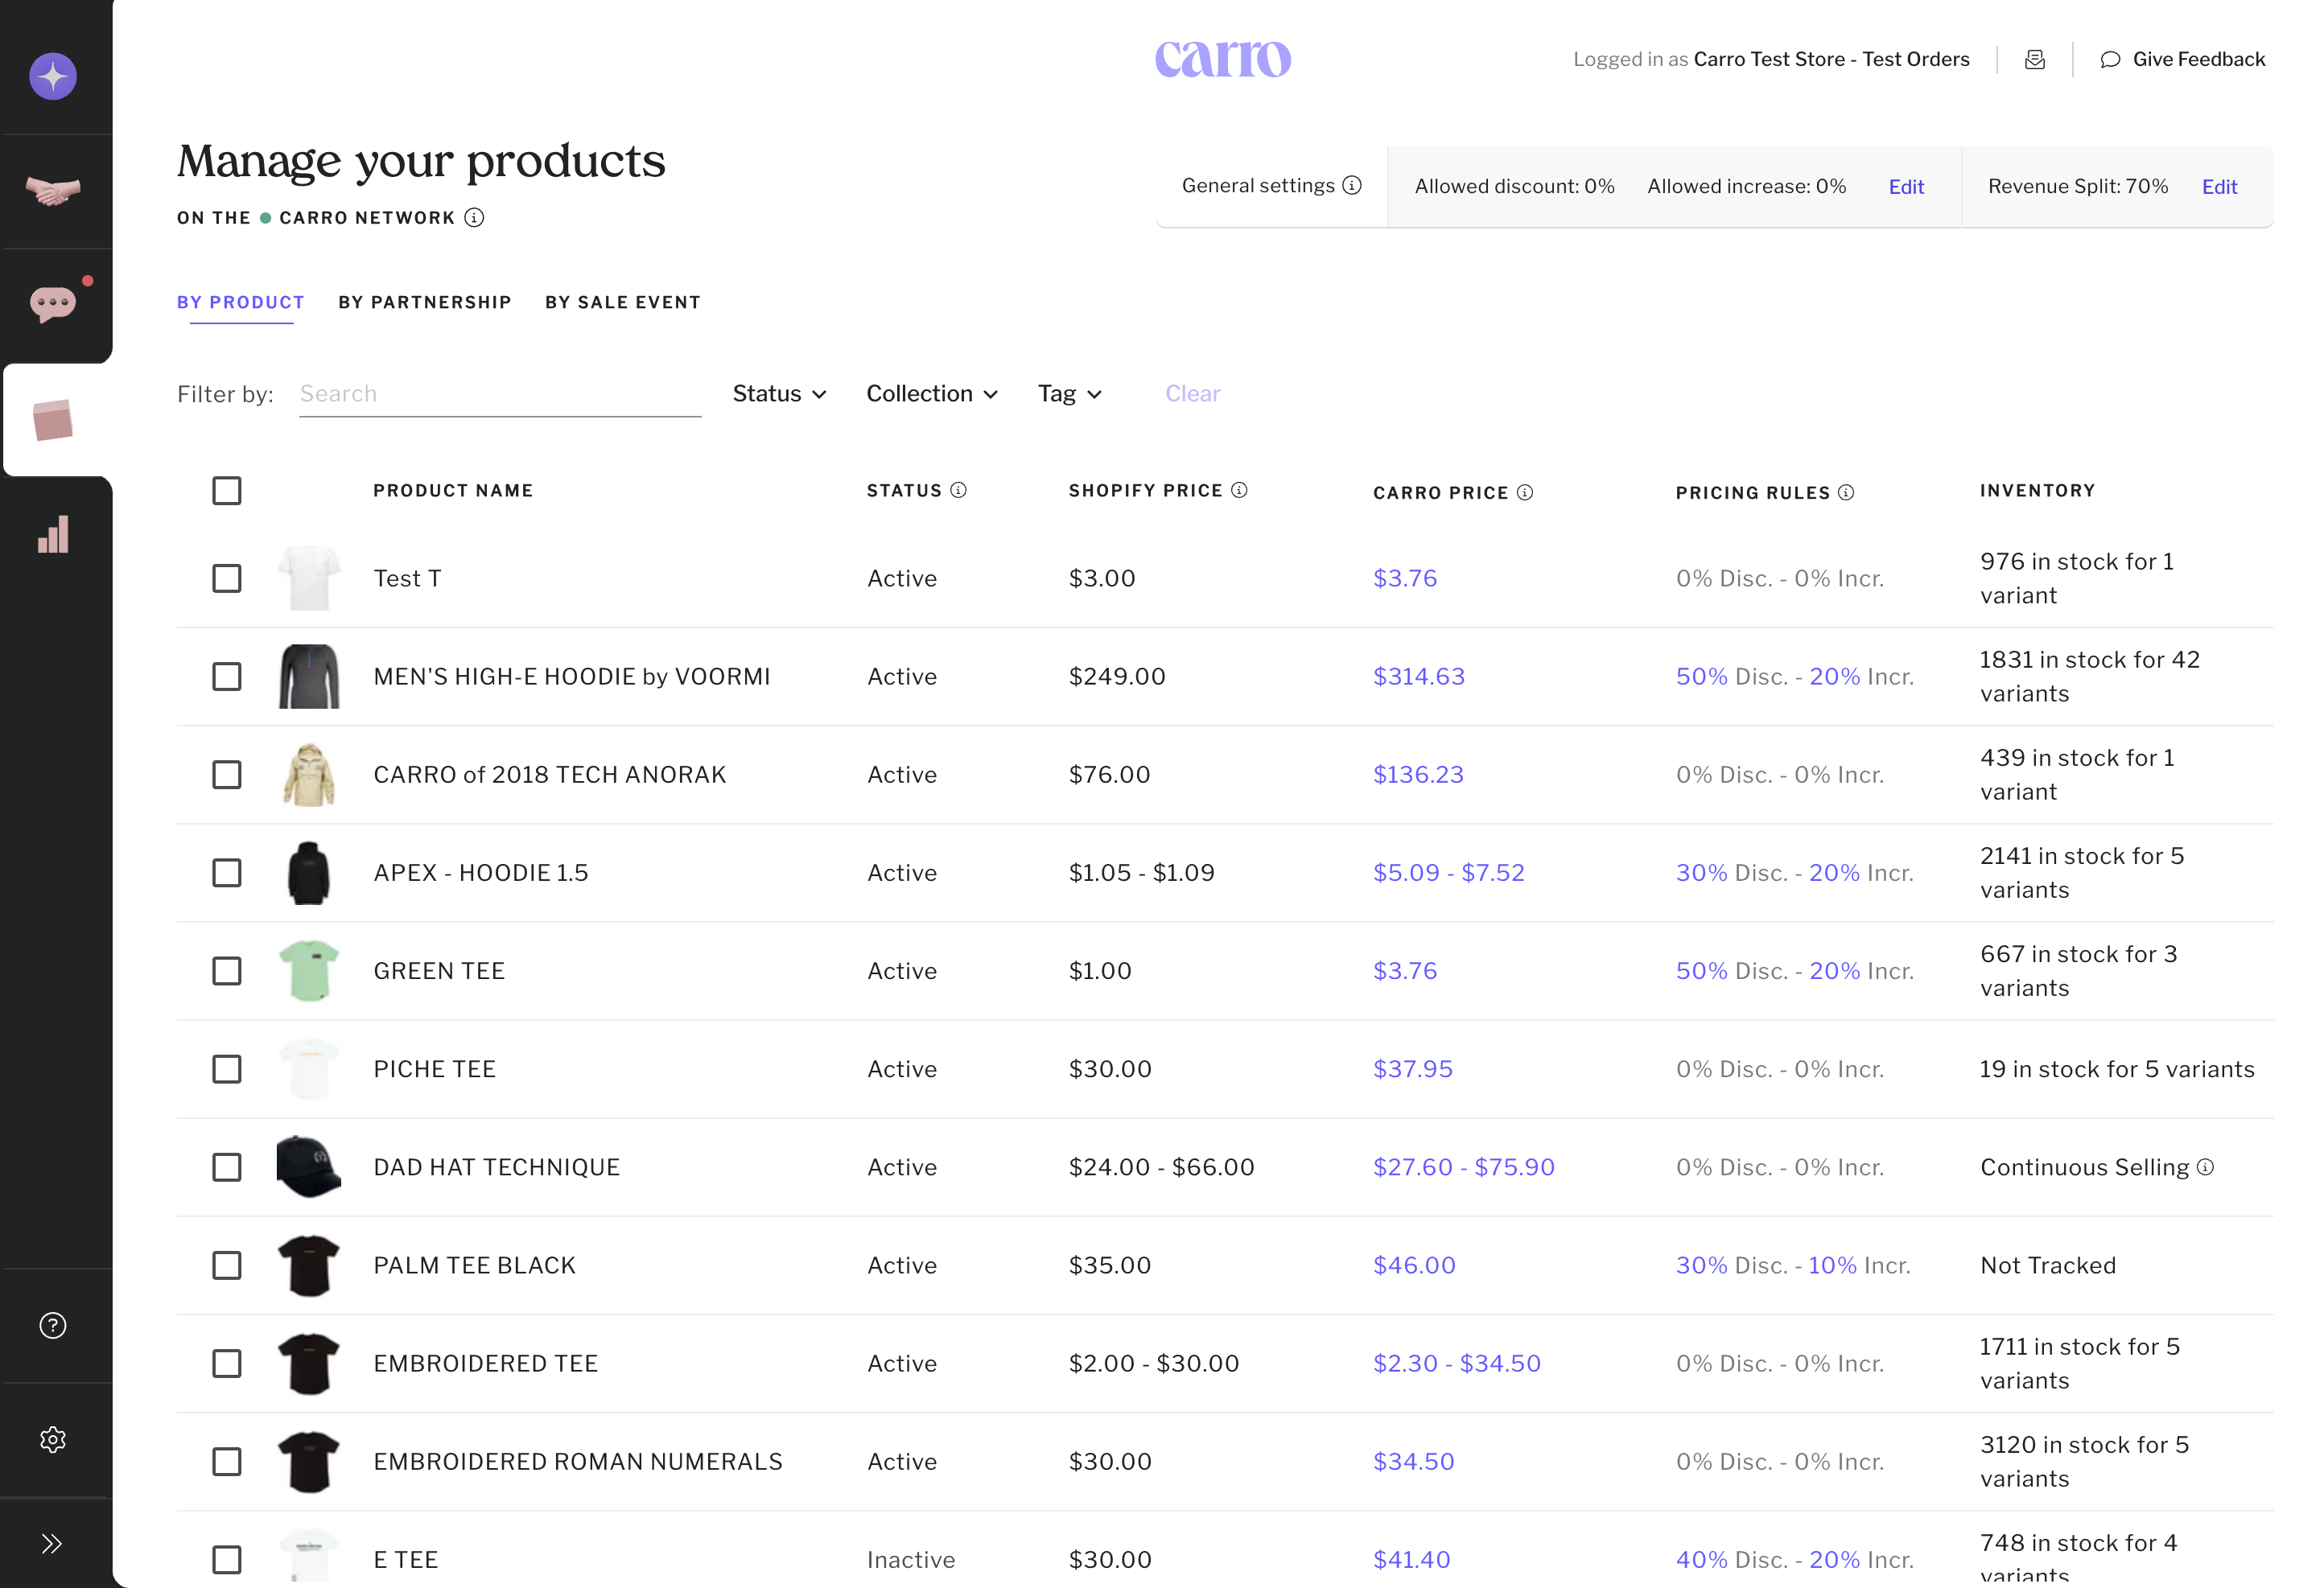 carro
Logged in as Carro Test Store - Test Orders
Give Feedback
Manage your products
ON THE CARRO NETWORK
General settings
Allowed discount: 0%
Allowed increase: 0%
Edit
Revenue Split: 70%
Edit
BY PRODUCT
BY PARTNERSHIP
BY SALE EVENT
Filter by:
Search
Status
Collection
Tag
Clear
PRODUCT NAME
STATUS
SHOPIFY PRICE
CARRO PRICE
PRICING RULES
INVENTORY
Test T
Active
$3.00
$3.76
0% Disc. - 0% Incr.
976 in stock for 1
variant
MEN'S HIGH-E HOODIE by VOORMI
Active
$249.00
$314.63
50% Disc. - 20% Incr.
1831 in stock for 42
variants
CARRO of 2018 TECH ANORAK
Active
$76.00
$136.23
0% Disc. - 0% Incr.
439 in stock for 1
variant
APEX - HOODIE 1.5
Active
$1.05 - $1.09
$5.09 - $7.52
30% Disc. - 20% Incr.
2141 in stock for 5
variants
GREEN TEE
Active
$1.00
$3.76
50% Disc. - 20% Incr.
667 in stock for 3
variants
PICHE TEE
Active
$30.00
$37.95
0% Disc. - 0% Incr.
19 in stock for 5 variants
DAD HAT TECHNIQUE
Active
$24.00 - $66.00
$27.60 - $75.90
0% Disc. - 0% Incr.
Continuous Selling
PALM TEE BLACK
Active
$35.00
$46.00
30% Disc. - 10% Incr.
Not Tracked
EMBROIDERED TEE
Active
$2.00 - $30.00
$2.30 - $34.50
0% Disc. - 0% Incr.
1711 in stock for 5
variants
EMBROIDERED ROMAN NUMERALS
Active
$30.00
$34.50
0% Disc. - 0% Incr.
3120 in stock for 5
variants
E TEE
Inactive
$30.00
$41.40
40% Disc. - 20% Incr.
748 in stock for 4
variants